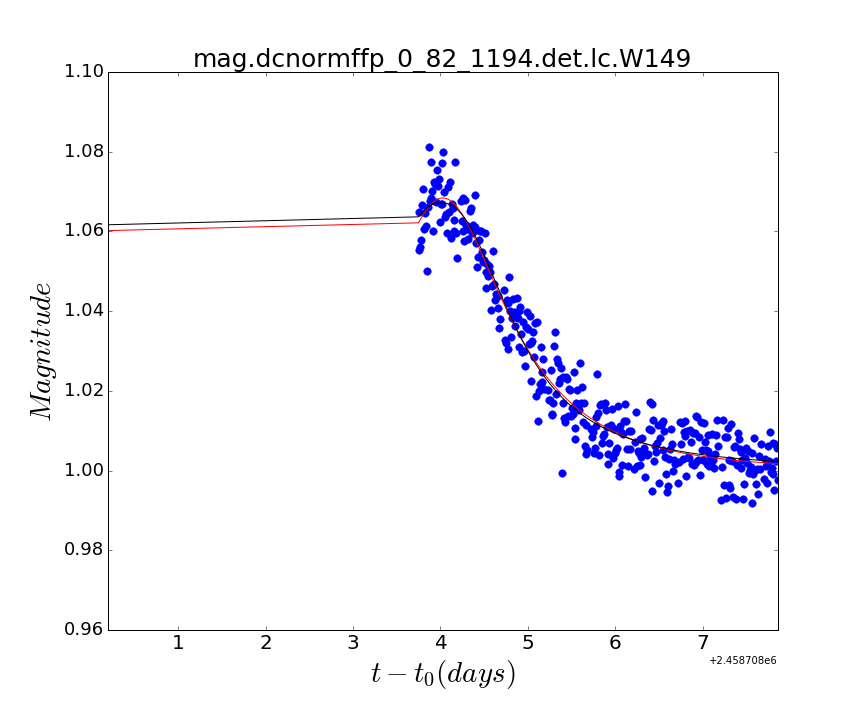 mag.dcnormffp_0_82_1194.det.lc.W149
1.10
1.08
1.06
1.04
1.02
1.00
0.98
0.96
Magnitude
1 2 3 4 5 6 7
+2.458708e6
t − t₀(days)